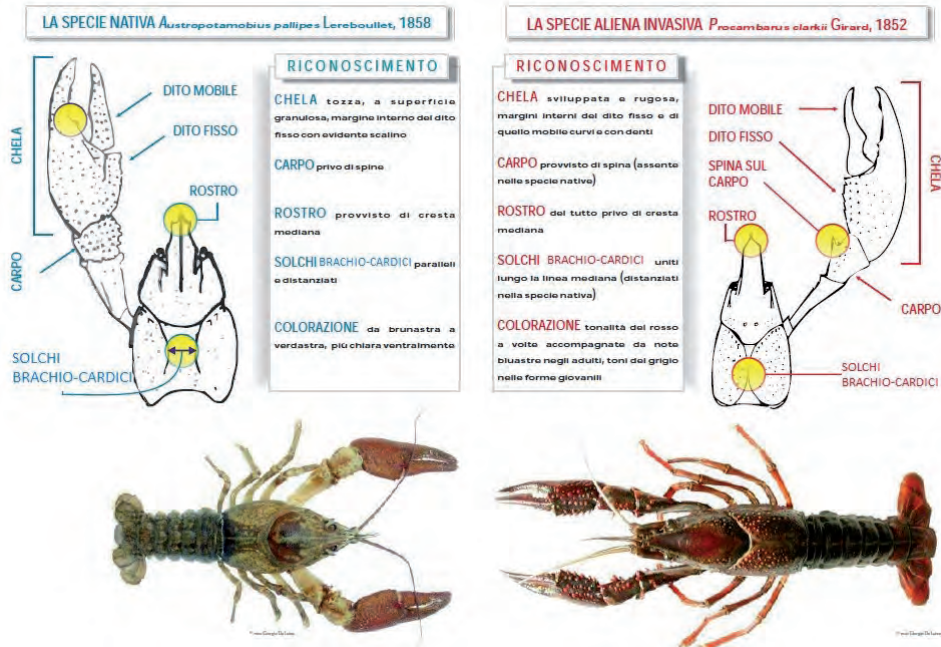 LA SPECIE NATIVA Austropotamobius pallipes Lereboullet, 1858
CHELA
DITO MOBILE
DITO FISSO
ROSTRO
CARPO
SOLCHI
BRACHIO-CARDICI
RICONOSCIMENTO
CHELA tozza, a superficie
granulosa, margine interno del dito
fisso con evidente scalino
CARPO privo di spine
ROSTRO provvisto di cresta
mediana
SOLCHI BRACHIO-CARDICI paralleli
e distanziati
COLORAZIONE da brunastra a
verdastra, più chiara ventralmente
LA SPECIE ALIENA INVASIVA Procambarus clarkii Girard, 1852
RICONOSCIMENTO
CHELA sviluppata e rugosa,
margini interni del dito fisso e di
quello mobile curvi e con denti
CARPO provvisto di spina (assente
nelle specie native)
ROSTRO del tutto privo di cresta
mediana
SOLCHI BRACHIO-CARDICI uniti
lungo la linea mediana (distanziati
nella specie nativa)
COLORAZIONE tonalità del rosso
a volte accompagnate da note
bluastre negli adulti, toni del grigio
nelle forme giovanili
DITO MOBILE
DITO FISSO
SPINA SUL
CARPO
ROSTRO
CHELA
CARPO
SOLCHI
BRACHIO-CARDICI